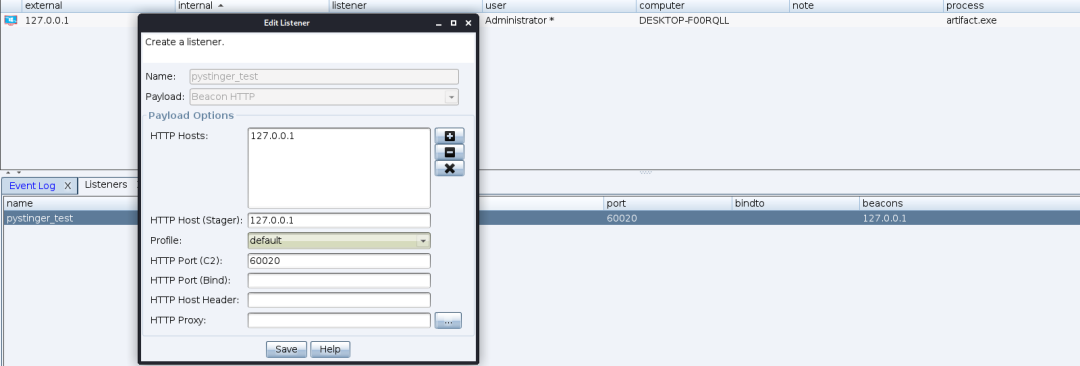 external internal listener user computer note process
127.0.0.1 Administrator * DESKTOP-F00RQLL artifact.exe
Edit Listener
Create a listener.
Name: pystinger_test
Payload: Beacon HTTP
Payload Options
HTTP Hosts: 127.0.0.1
HTTP Host (Stager): 127.0.0.1
Profile: default
HTTP Port (C2): 60020
HTTP Port (Bind):
HTTP Host Header:
HTTP Proxy: ...
Save Help
Event Log X Listeners
name port bindto beacons
pystinger_test 60020 127.0.0.1